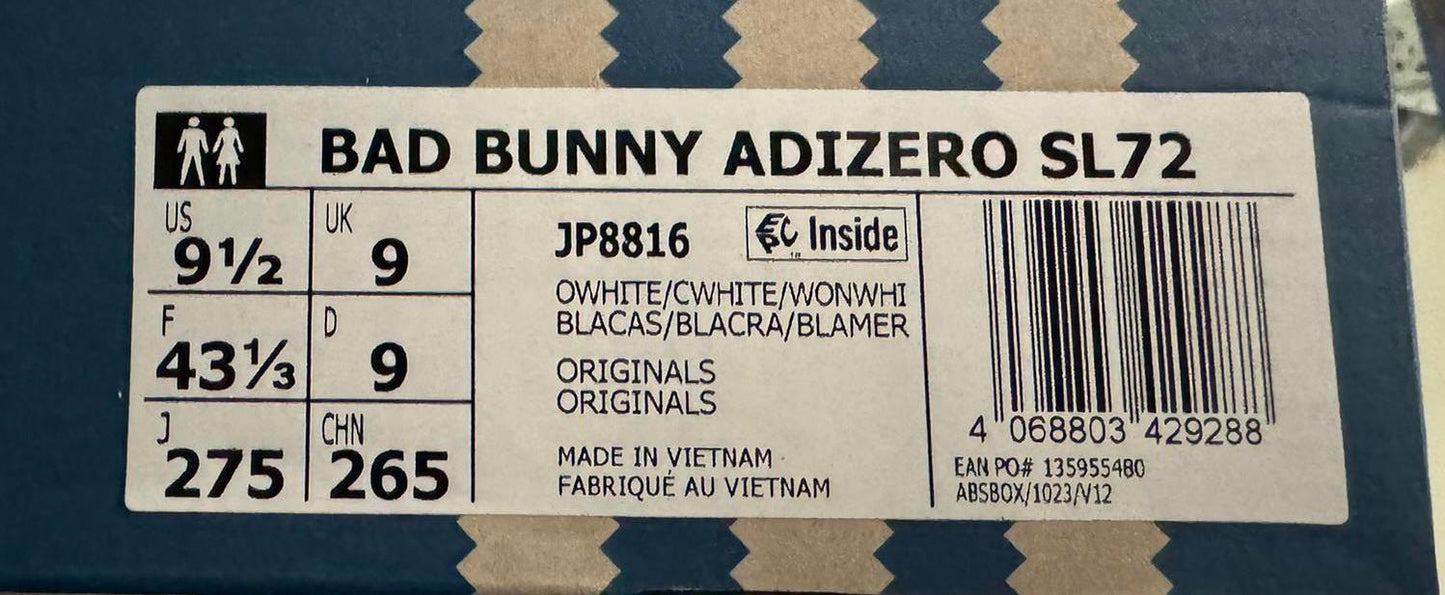 BAD BUNNY ADIZERO SL72
US
9½
UK
9
F
43⅓
D
9
J
275
CHN
265
JP8816
Inside
OWHITE/CWHITE/WONWHI
BLACAS/BLACRA/BLAMER
ORIGINALS
ORIGINALS
MADE IN VIETNAM
FABRIQUÉ AU VIETNAM
4 068803 429288
EAN PO# 135955480
ABSBOX/1023/V12